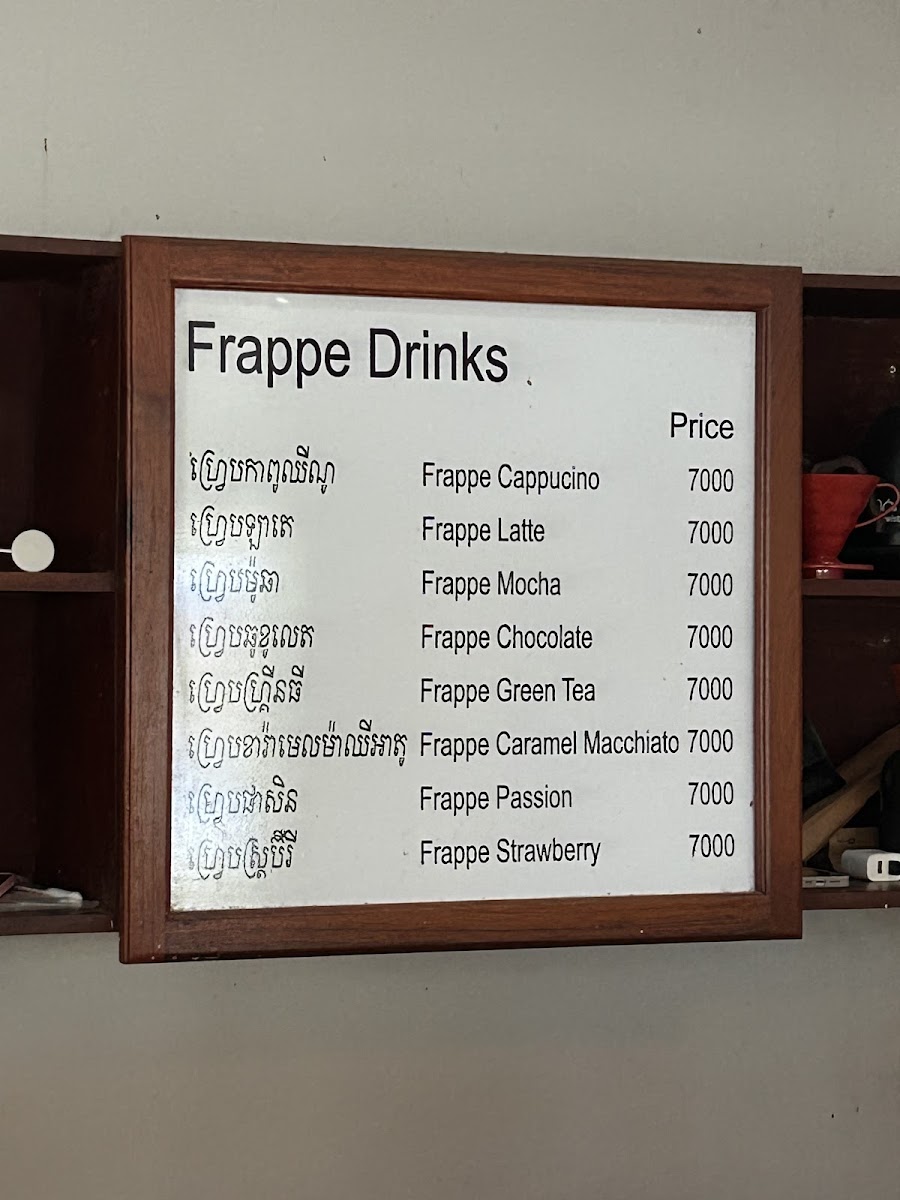 Frappe Drinks
Price
ហ្វ្រេបកាពូឈីណូ Frappe Cappucino 7000
ហ្វ្រេបឡាតេ Frappe Latte 7000
ហ្វ្រេបម៉ូឆា Frappe Mocha 7000
ហ្វ្រេបឆូខូលេត Frappe Chocolate 7000
ហ្វ្រេបហ្គ្រីនធី Frappe Green Tea 7000
ហ្វ្រេបខារ៉ាមេលម៉ាឈីអាតូ Frappe Caramel Macchiato 7000
ហ្វ្រេបផាសិន Frappe Passion 7000
ហ្វ្រេបស្ត្រប៊ឺរី Frappe Strawberry 7000